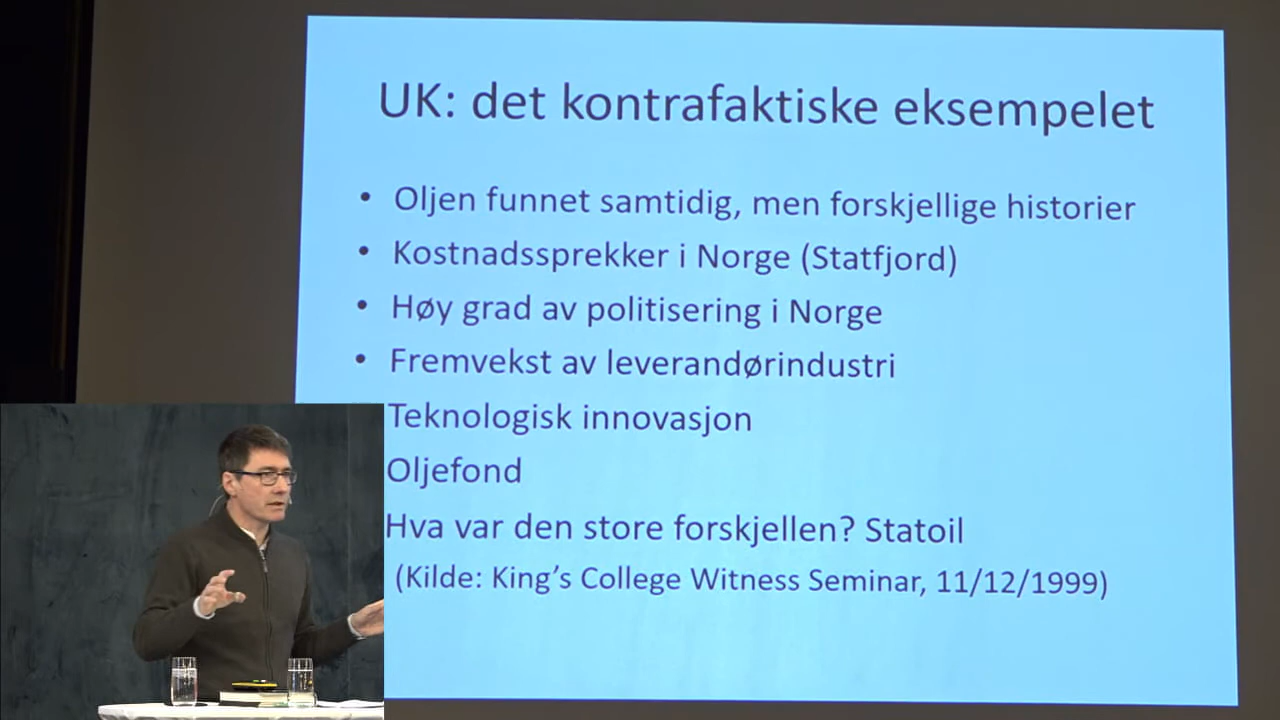 UK: det kontrafaktiske eksempelet
• Oljen funnet samtidig, men forskjellige historier
• Kostnadssprekker i Norge (Statfjord)
• Høy grad av politisering i Norge
• Fremvekst av leverandørindustri
Teknologisk innovasjon
Oljefond
Hva var den store forskjellen? Statoil
(Kilde: King's College Witness Seminar, 11/12/1999)